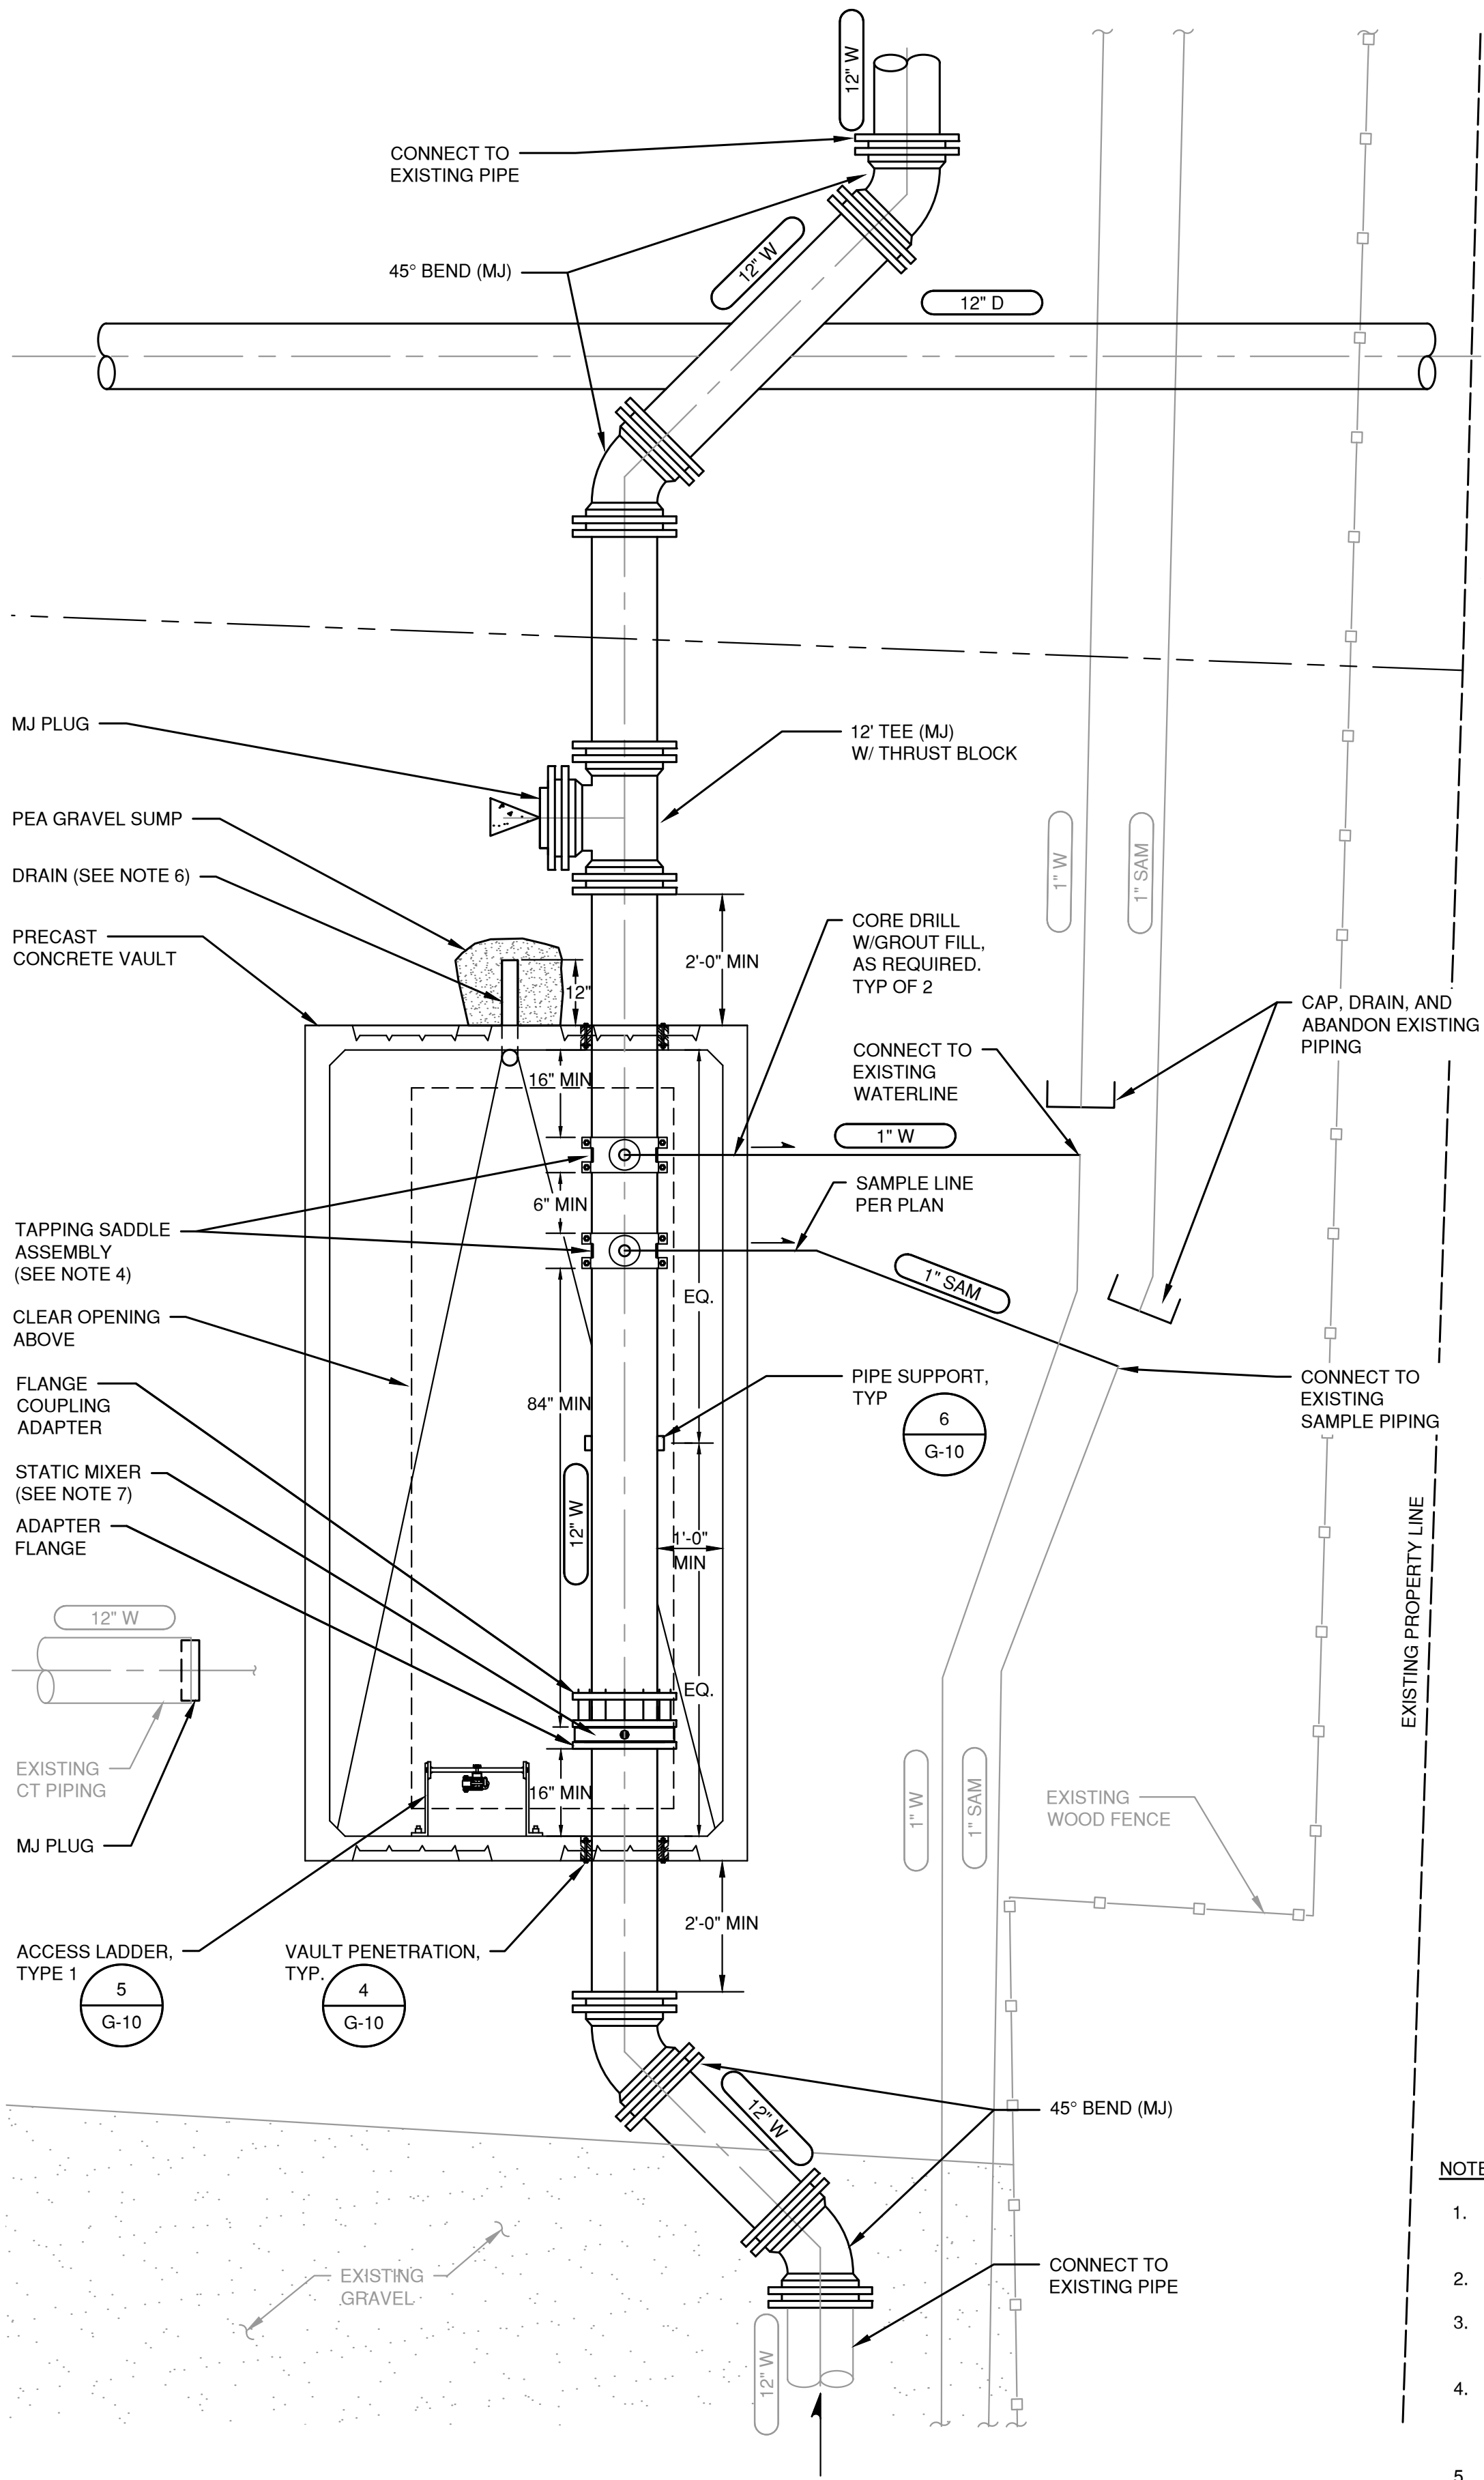 12" W
CONNECT TO
EXISTING PIPE
12" W
45° BEND (MJ)
12" D
MJ PLUG
12' TEE (MJ)
W/ THRUST BLOCK
PEA GRAVEL SUMP
1" W
1" SAM
DRAIN (SEE NOTE 6)
PRECAST
CONCRETE VAULT
2'-0" MIN
CORE DRILL
W/GROUT FILL,
AS REQUIRED.
TYP OF 2
12"
CAP, DRAIN, AND
ABANDON EXISTING
PIPING
CONNECT TO
EXISTING
WATERLINE
16" MIN
1" W
SAMPLE LINE
PER PLAN
6" MIN
TAPPING SADDLE
ASSEMBLY
(SEE NOTE 4)
1" SAM
EQ.
CLEAR OPENING
ABOVE
FLANGE
COUPLING
ADAPTER
84" MIN
PIPE SUPPORT,
TYP
6
G-10
CONNECT TO
EXISTING
SAMPLE PIPING
STATIC MIXER
(SEE NOTE 7)
12" W
ADAPTER
FLANGE
1'-0"
MIN
EXISTING PROPERTY LINE
12" W
EQ.
EXISTING
CT PIPING
16" MIN
1" W
1" SAM
EXISTING
WOOD FENCE
MJ PLUG
2'-0" MIN
ACCESS LADDER,
TYPE 1
5
G-10
VAULT PENETRATION,
TYP.
4
G-10
12" W
45° BEND (MJ)
NOTE
1.
CONNECT TO
EXISTING PIPE
EXISTING
GRAVEL
2.
3.
12" W
4.
5.